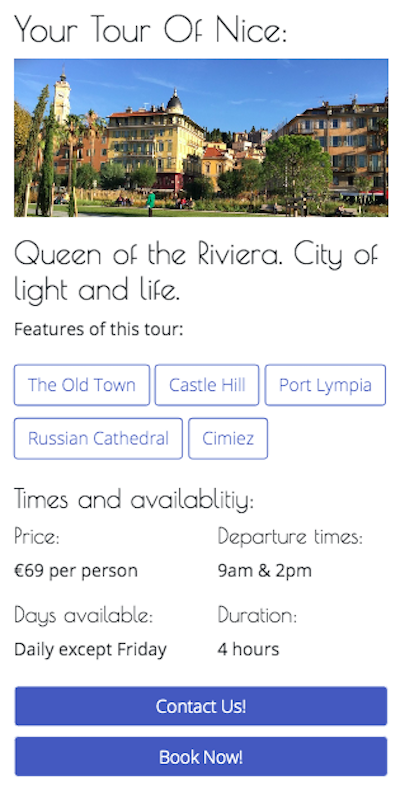 Your Tour Of Nice:
Queen of the Riviera. City of
light and life.
Features of this tour:
The Old Town Castle Hill Port Lympia
Russian Cathedral Cimiez
Times and availablitiy:
Price: Departure times:
€69 per person 9am & 2pm
Days available: Duration:
Daily except Friday 4 hours
Contact Us!
Book Now!